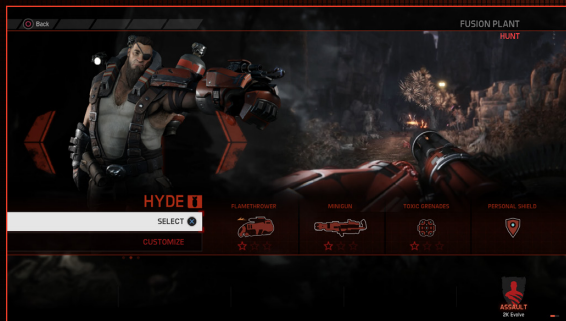 Back
FUSION PLANT
HUNT
HYDE
SELECT
CUSTOMIZE
FLAMETHROWER
MINIGUN
TOXIC GRENADES
PERSONAL SHIELD
ASSAULT
2K Evolve